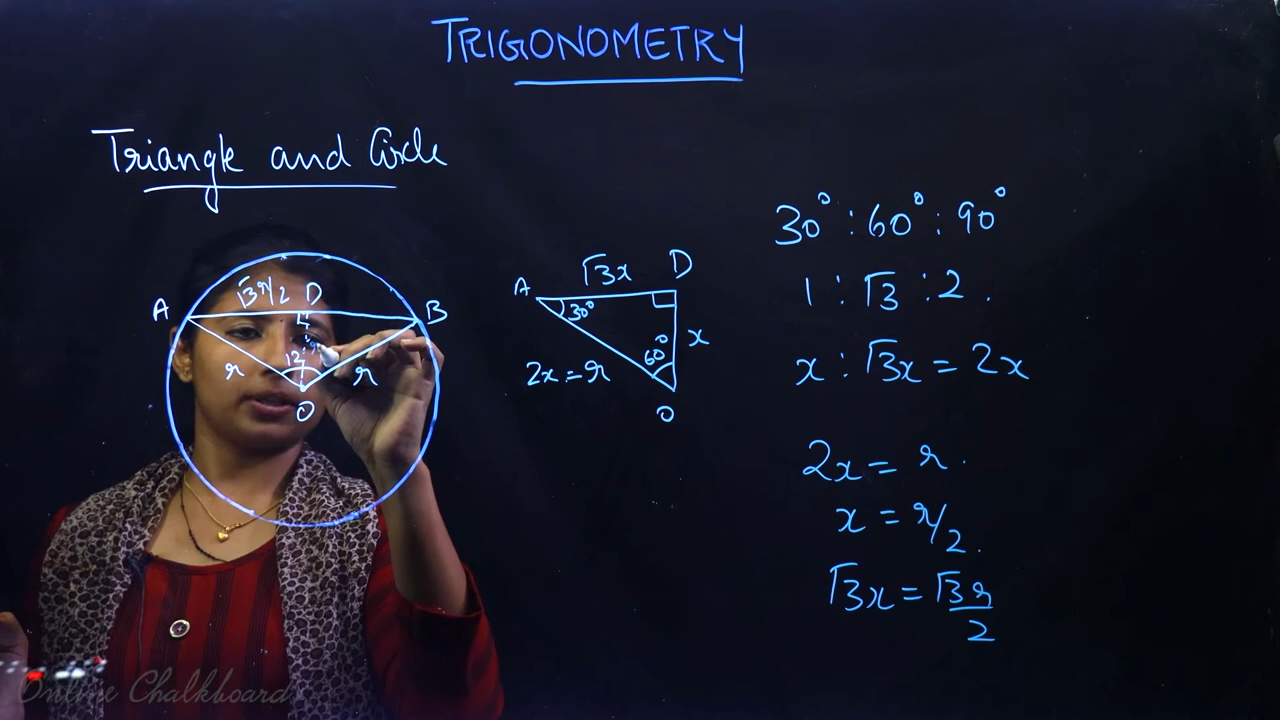 TRIGONOMETRY
Triangle and Circle
A
√3r/2
D
B
r
r
O
A
√3x
D
30°
60°
x
2x = r
O
30° : 60° : 90°
1 : √3 : 2 .
x : √3x = 2x
2x = r .
x = r/2 .
√3x = √3r/2
Online Chalkboard